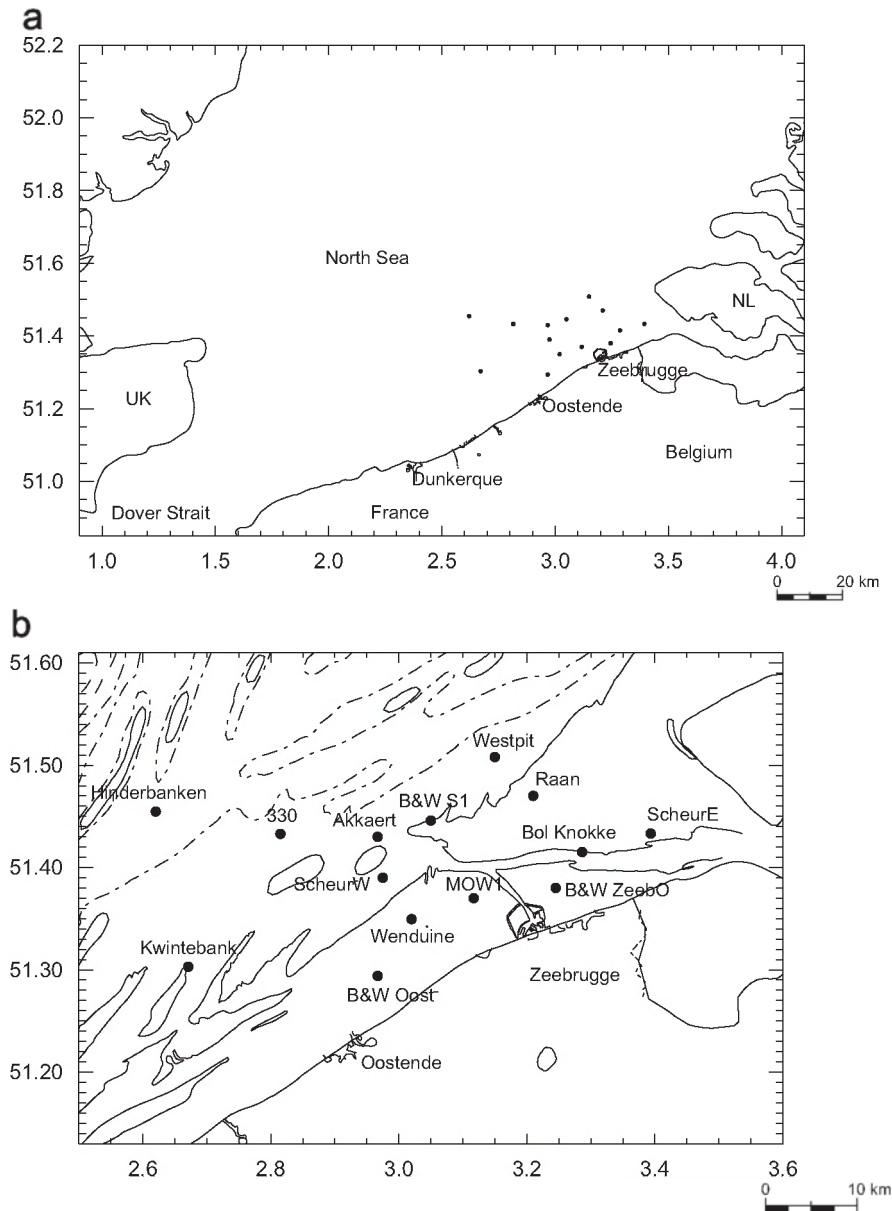 a
52.2
52.0
51.8
51.6
North Sea
NL
51.4
Zeebrugge
UK
51.2
Oostende
Belgium
51.0
Dunkerque
Dover Strait
France
1.0 1.5 2.0 2.5 3.0 3.5 4.0
0 20 km
b
51.60
Westpit
51.50
Hinderbanken
Raan
B&W S1
330
Akkaert
ScheurE
Bol Knokke
51.40
ScheurW
MOW1
B&W ZeebO
Wenduine
Kwintebank
51.30
Zeebrugge
B&W Oost
51.20
Oostende
2.6 2.8 3.0 3.2 3.4 3.6
0 10 km